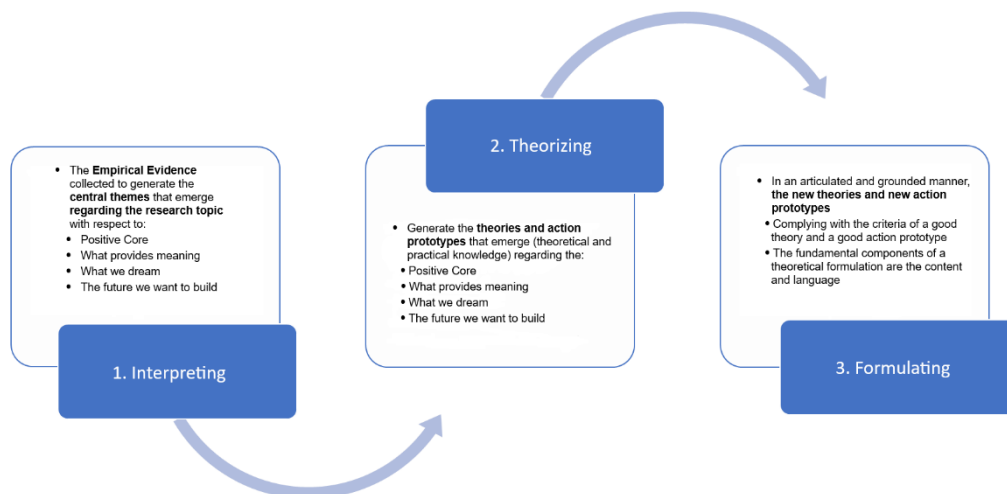 • The Empirical Evidence
collected to generate the
central themes that emerge
regarding the research topic
with respect to:
• Positive Core
• What provides meaning
• What we dream
• The future we want to build
1. Interpreting
2. Theorizing
• Generate the theories and action
prototypes that emerge (theoretical and
practical knowledge) regarding the:
• Positive Core
• What provides meaning
• What we dream
• The future we want to build
• In an articulated and grounded manner,
the new theories and new action
prototypes
• Complying with the criteria of a good
theory and a good action prototype
• The fundamental components of a
theoretical formulation are the content
and language
3. Formulating